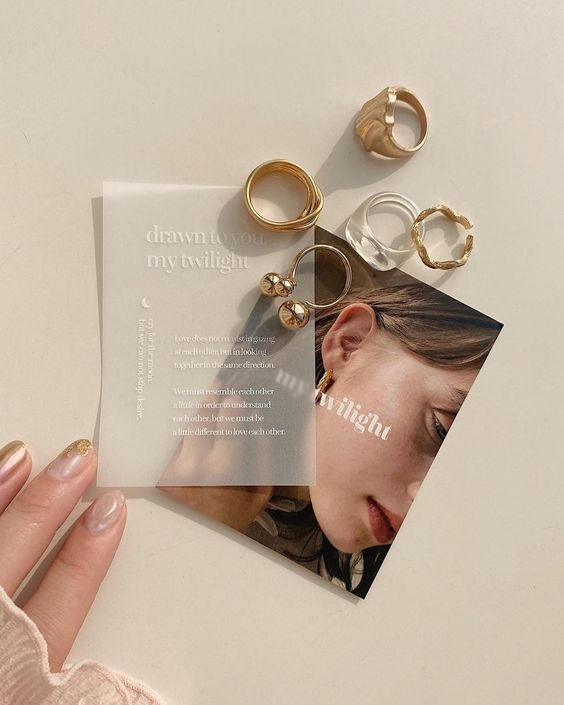 drawn to you,
my twilight
cry for the moon.
but we can not stop desire.
Love does not consist in gazing
at each other, but in looking
together in the same direction.
We must resemble each other
a little in order to understand
each other, but we must be
a little different to love each other.
my twilight